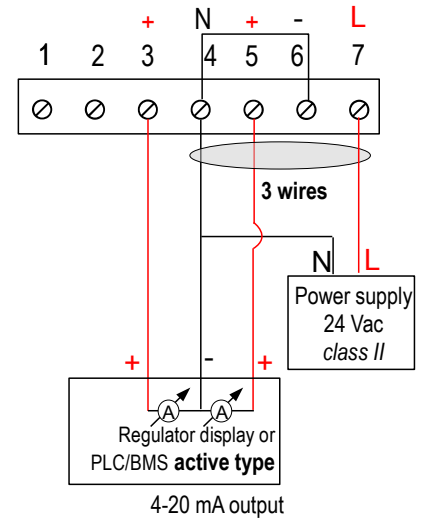 + N + - L
1 2 3 4 5 6 7
3 wires
N L
Power supply
24 Vac
class II
+ - +
A A
Regulator display or
PLC/BMS active type
4-20 mA output